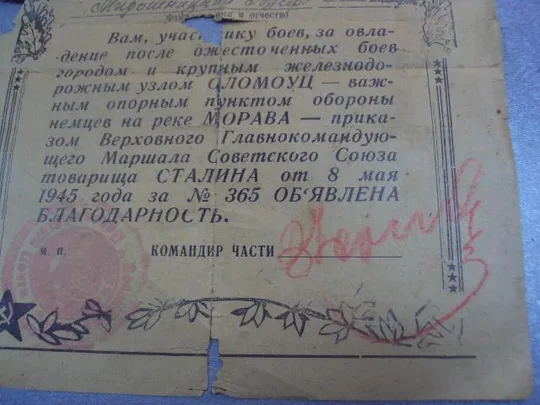 Фамилия, имя и отчество
Вам, участнику боев, за овла-
дение после ожесточенных боев
городом и крупным железнодо-
рожным узлом ОЛОМОУЦ — важ-
ным опорным пунктом обороны
немцев на реке МОРАВА — прика-
зом Верховного Главнокомандую-
щего Маршала Советского Союза
товарища СТАЛИНА от 8 мая
1945 года за № 365 ОБ‘ЯВЛЕНА
БЛАГОДАРНОСТЬ.
м. п. КОМАНДИР ЧАСТИ